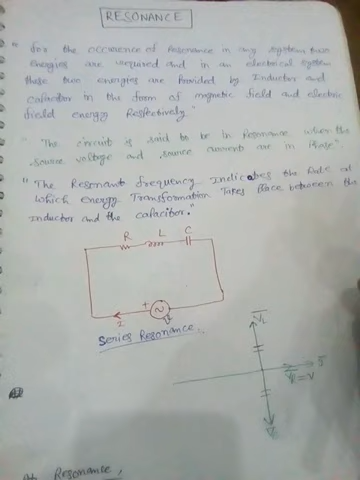 RESONANCE
"for the occurence of Resonance in any system two
energies are required and in an electrical system
these two energies are Provided by Inductor and
capacitor in the form of magnetic field and electric
field energy Respectively"
"The circuit is said to be in Resonance when the
source voltage and source current are in Phase"
"The Resonant frequency Indicates the Rate at
which energy Transformation Takes Place between the
Inductor and the capacitor."
R L C
+
I
Series Resonance.
VL
I
VR=V
At Resonance,